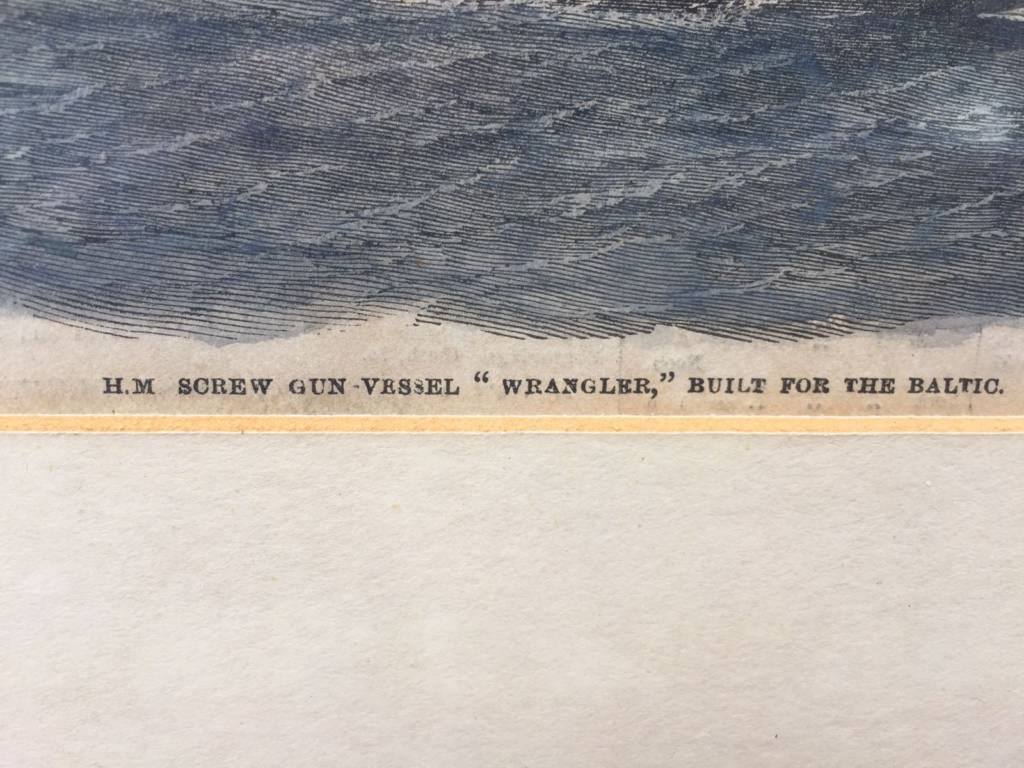 H.M SCREW GUN-VESSEL "WRANGLER," BUILT FOR THE BALTIC.